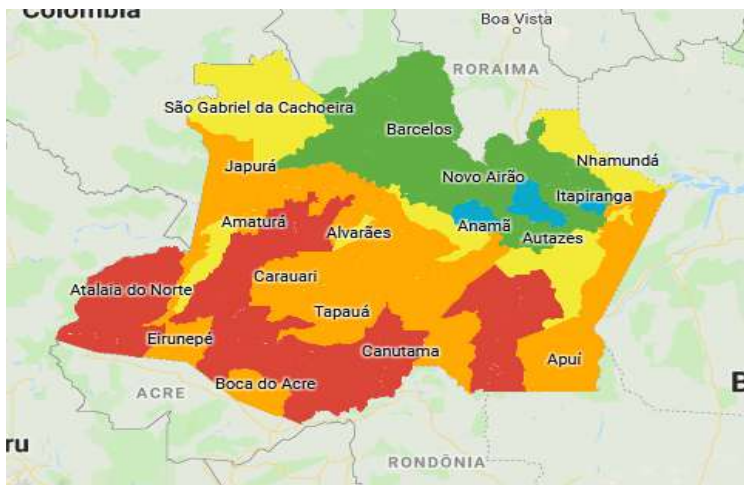 Colombia
Boa Vista
RORAIMA
São Gabriel da Cachoeira
Barcelos
Japurá
Nhamundá
Novo Airão
Itapiranga
Amaturá
Alvarães
Anamã
Autazes
Carauari
Atalaia do Norte
Tapauá
Eirunepé
Canutama
Apuí
Boca do Acre
ACRE
B
ru
RONDÔNIA